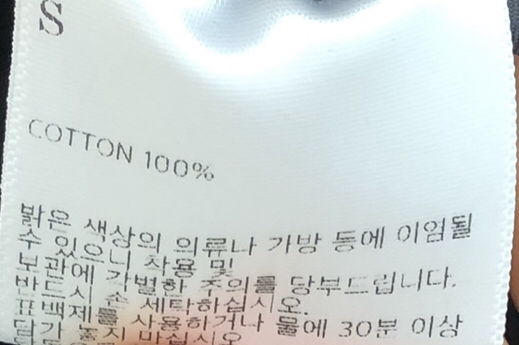 S
COTTON 100%
밝은 색상의 의류나 가방 등에 이염될
수 있으니 착용 및
보관에 각별한 주의를 당부드립니다.
반드시 손 세탁하십시오.
표백제를 사용하거나 물에 30분 이상
담가 놓지 마십시오